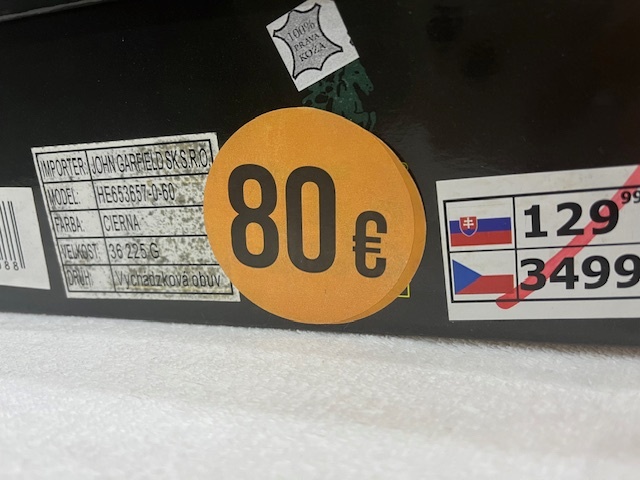 100%
PRAVÁ
KOŽA
IMPORTER: JOHN GARFIELD SK S.R.O.
MODEL: HE653657-0-60
FARBA: CIERNA
VEĽKOSŤ: 36 225 G
DRUH: Vychádzková obuv
80 €
129 99
3499
88